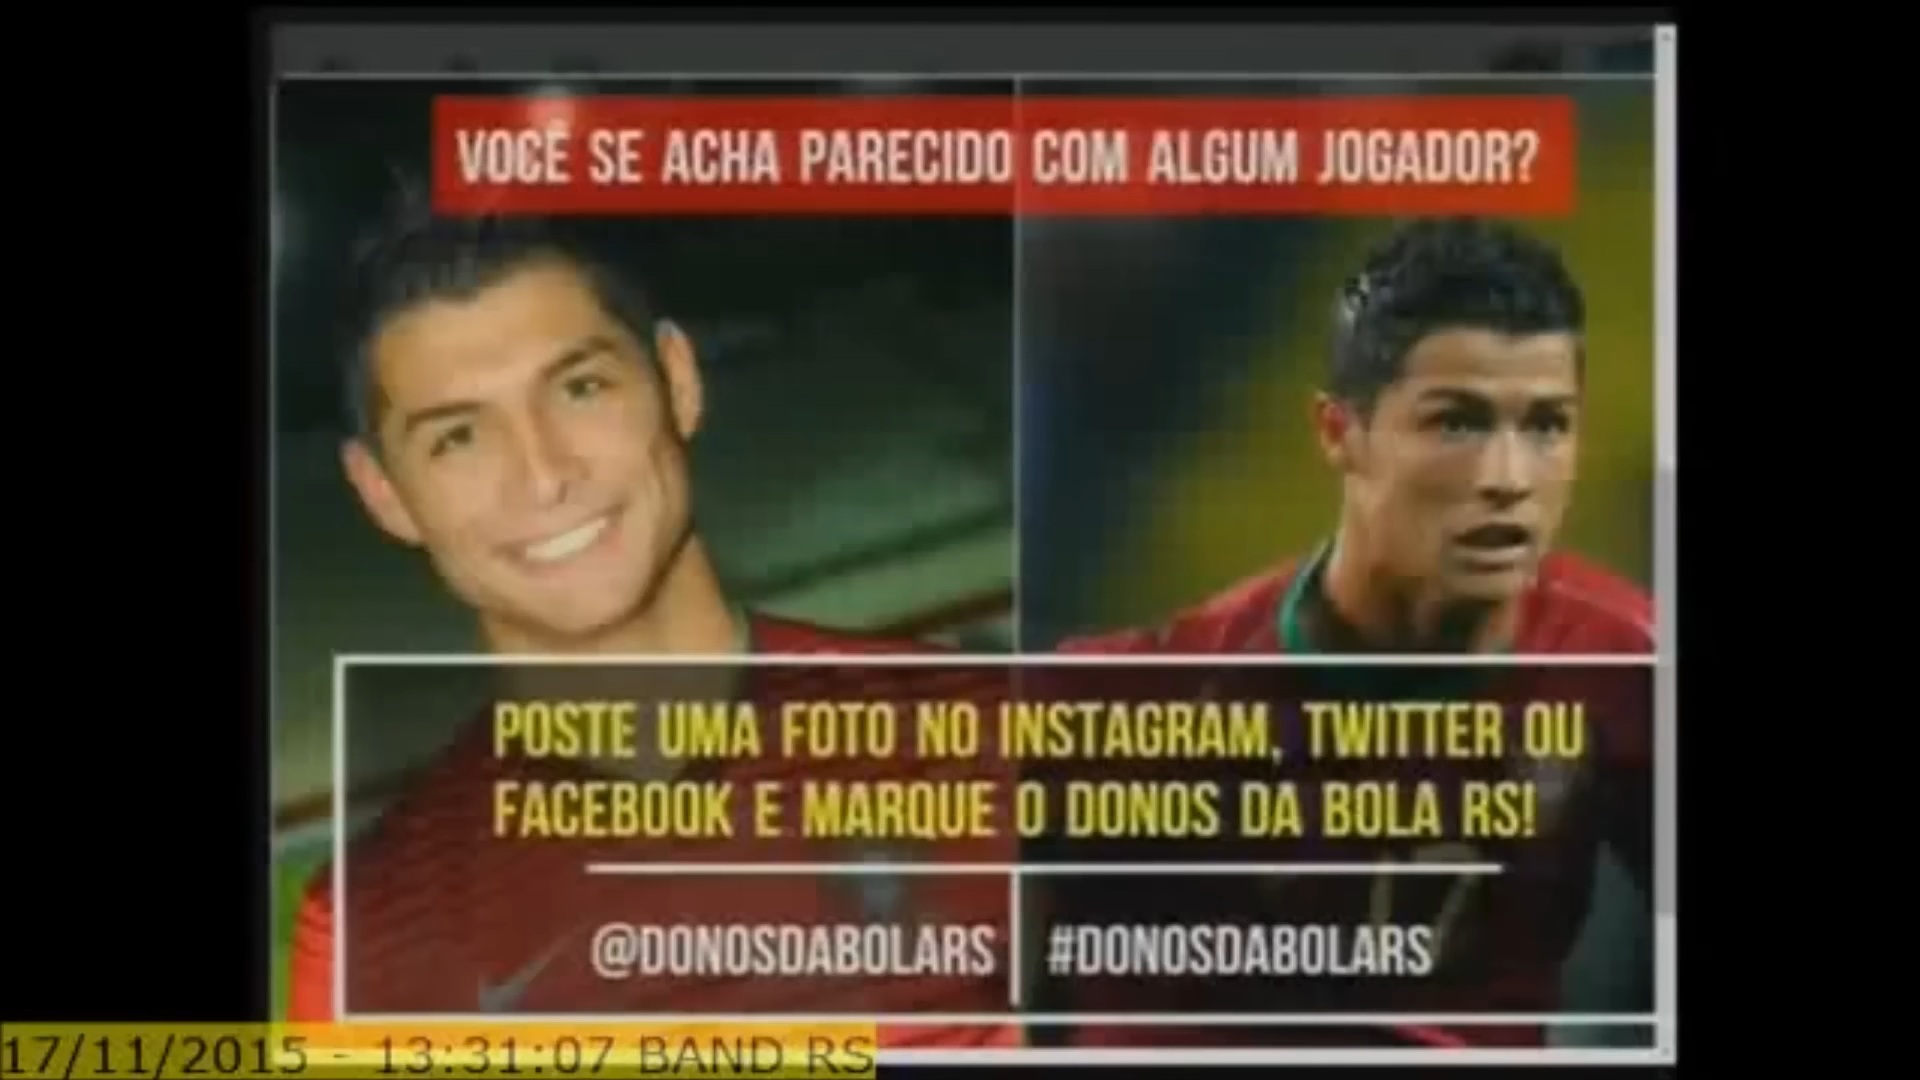 VOCÊ SE ACHA PARECIDO COM ALGUM JOGADOR?
POSTE UMA FOTO NO INSTAGRAM, TWITTER OU
FACEBOOK E MARQUE O DONOS DA BOLA RS!
@DONOSDABOLARS #DONOSDABOLARS
17/11/2015 - 13:31:07 BAND RS